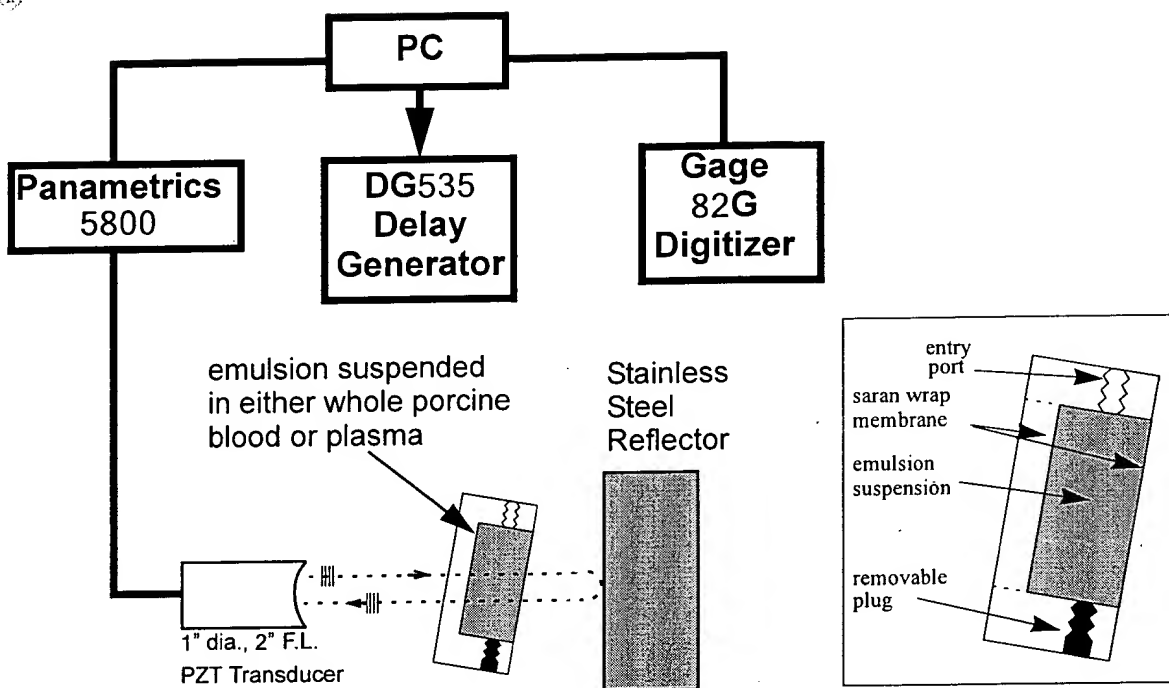 PC
Panametrics
5800
DG535
Delay
Generator
Gage
82G
Digitizer
emulsion suspended
in either whole porcine
blood or plasma
Stainless
Steel
Reflector
1" dia., 2" F.L.
PZT Transducer
entry
port
saran wrap
membrane
emulsion
suspension
removable
plug